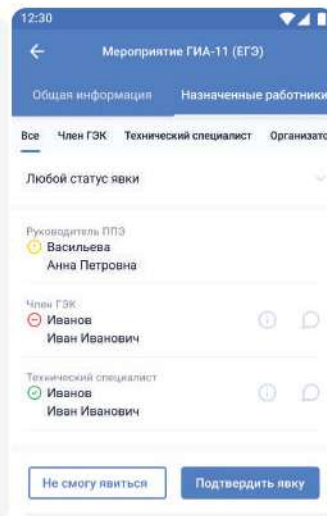 12:30
Мероприятие ГИА-11 (ЕГЭ)
Общая информация Назначенные работники
Все Член ГЭК Технический специалист Организато
Любой статус явки
Руководитель ППЭ
Васильева
Анна Петровна
Член ГЭК
Иванов
Иван Иванович
Технический специалист
Иванов
Иван Иванович
Не смогу явиться Подтвердить явку